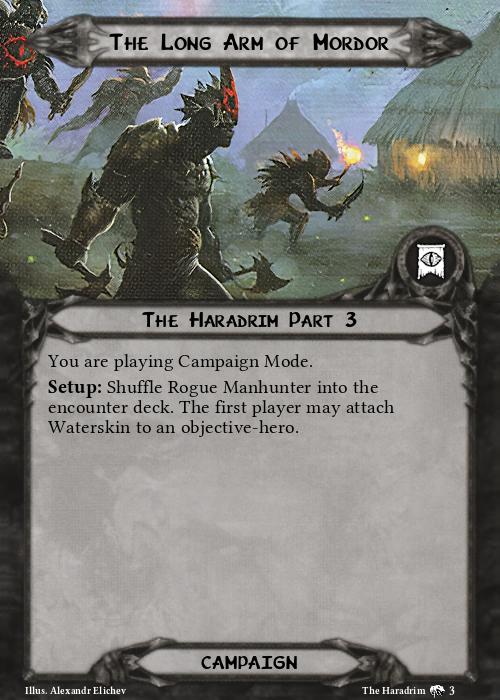 The Long Arm of Mordor
The Haradrim Part 3
You are playing Campaign Mode.
Setup: Shuffle Rogue Manhunter into the
encounter deck. The first player may attach
Waterskin to an objective-hero.
CAMPAIGN
Illus. Alexandr Elichev
The Haradrim 3